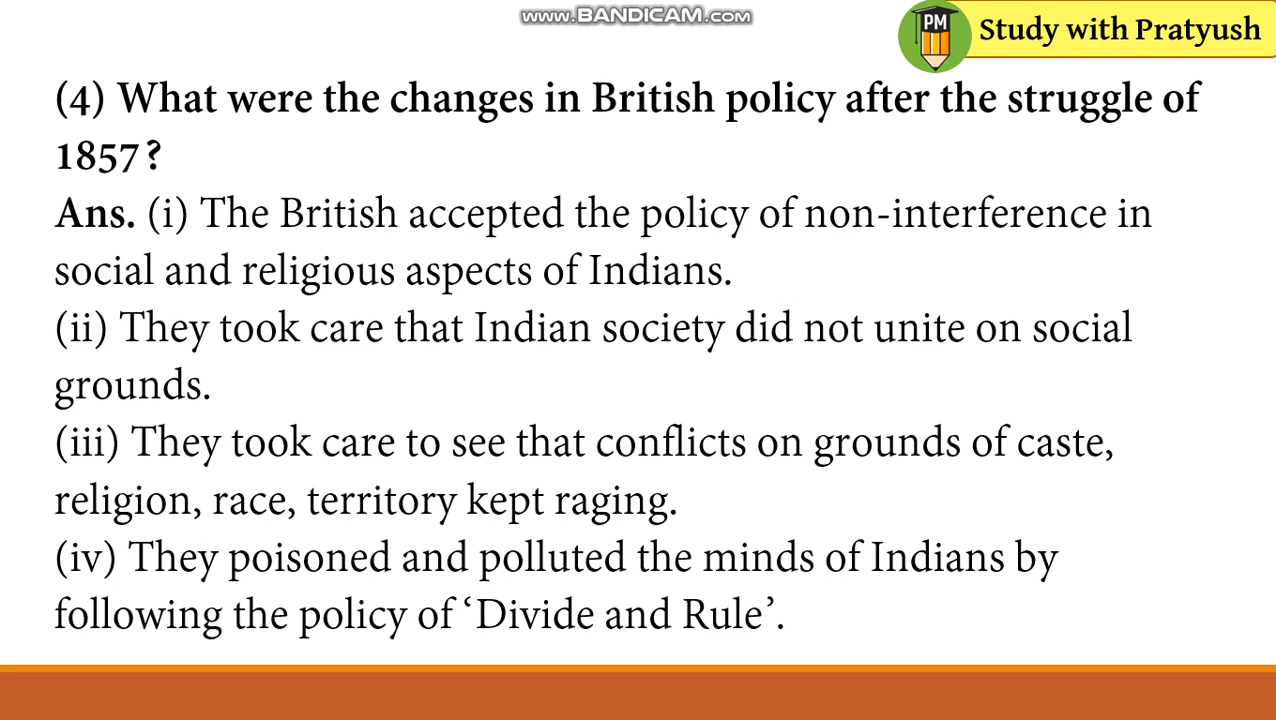 www.BANDICAM.com
PM
Study with Pratyush
(4) What were the changes in British policy after the struggle of
1857?
Ans. (i) The British accepted the policy of non-interference in
social and religious aspects of Indians.
(ii) They took care that Indian society did not unite on social
grounds.
(iii) They took care to see that conflicts on grounds of caste,
religion, race, territory kept raging.
(iv) They poisoned and polluted the minds of Indians by
following the policy of ‘Divide and Rule’.